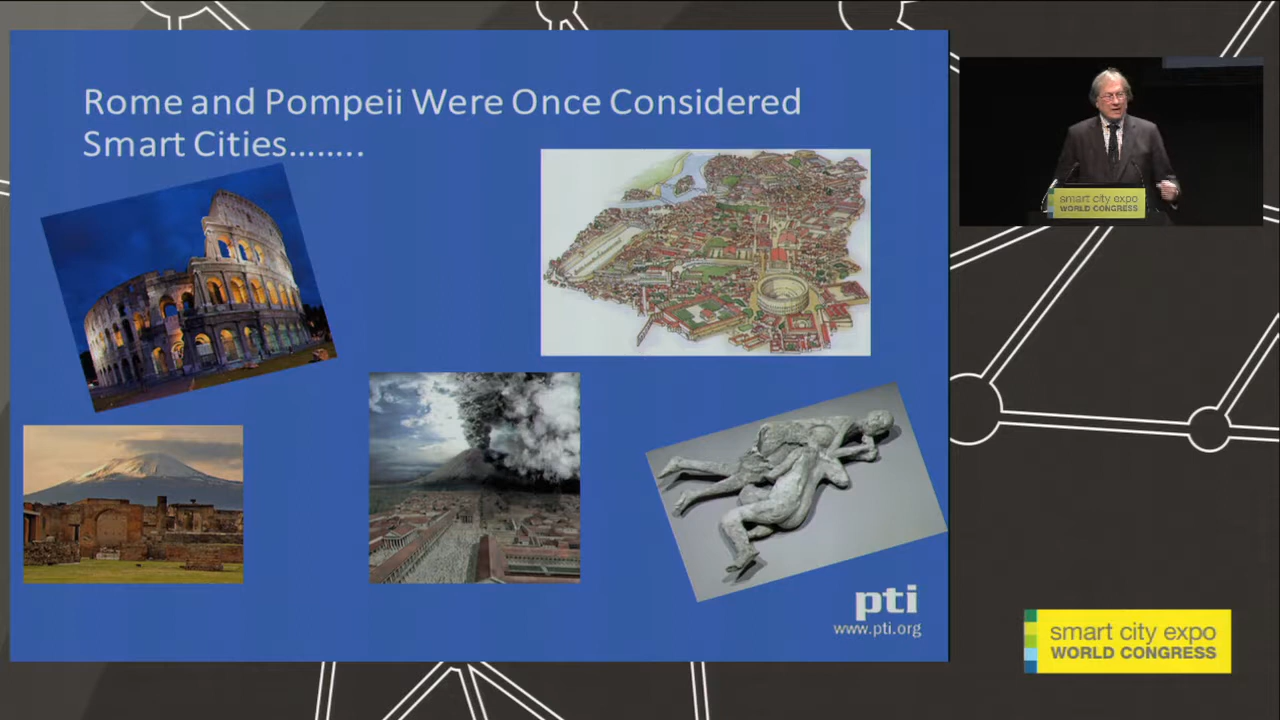 Rome and Pompeii Were Once Considered
Smart Cities........
pti
www.pti.org
smart city expo
WORLD CONGRESS
smart city expo
WORLD CONGRESS